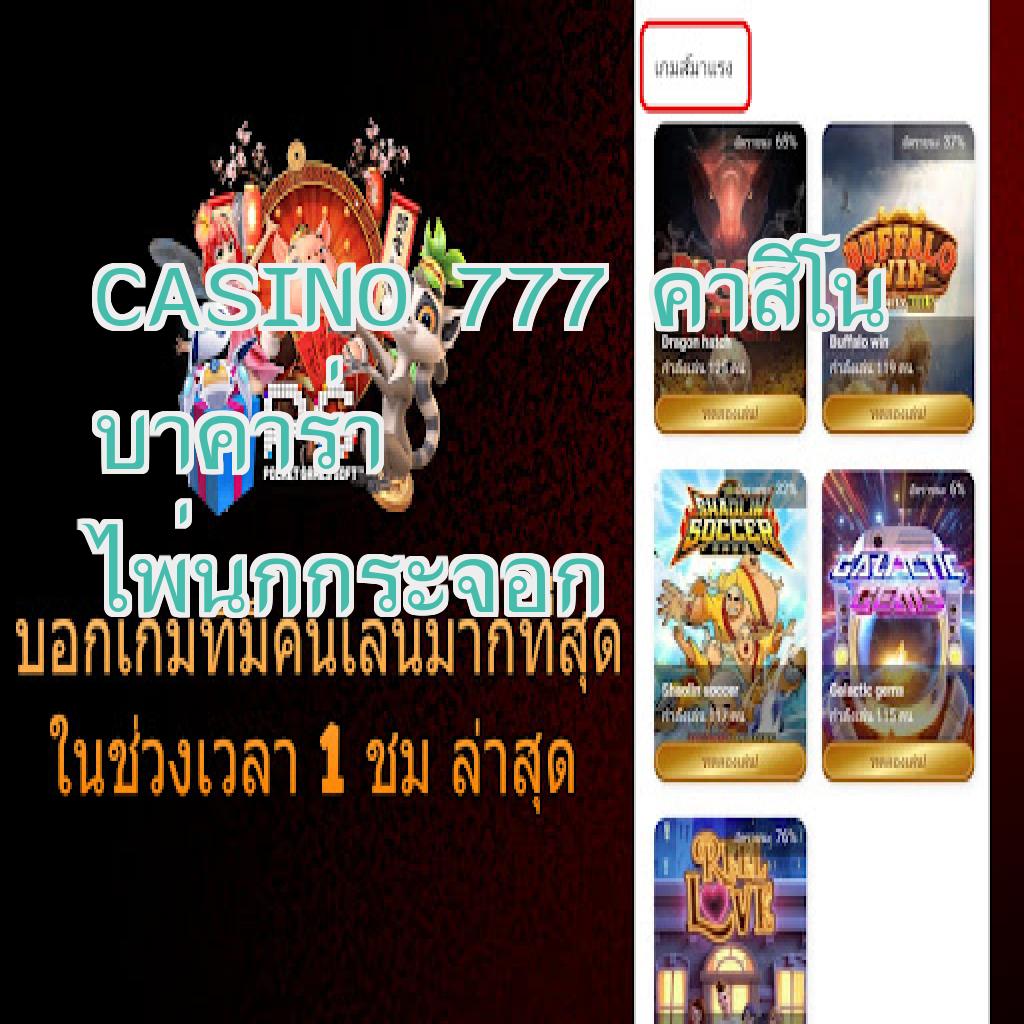 เกมส์มาแรง
อัตราชนะ 68%
อัตราชนะ 37%
BUFFALO
WIN
CASINO 777 คาสิโน
Dragon hatch
Buffalo win
กำลังเล่น 125 คน
กำลังเล่น 119 คน
ทดลองเล่น!
ทดลองเล่น!
บาคาร่า
POCKET GAMES SOFT
37%
อัตราชนะ 6%
SHAOLIN
SOCCER
GALACTIC
GEMS
ไพ่นกกระจอก
บอกเกมที่มีคนเล่นมากที่สุด
Shaolin soccer
Galactic gems
กำลังเล่น 117 คน
กำลังเล่น 115 คน
ในช่วงเวลา 1 ชม ล่าสุด
ทดลองเล่น!
ทดลองเล่น!
อัตราชนะ 76%
REEL
LOVE